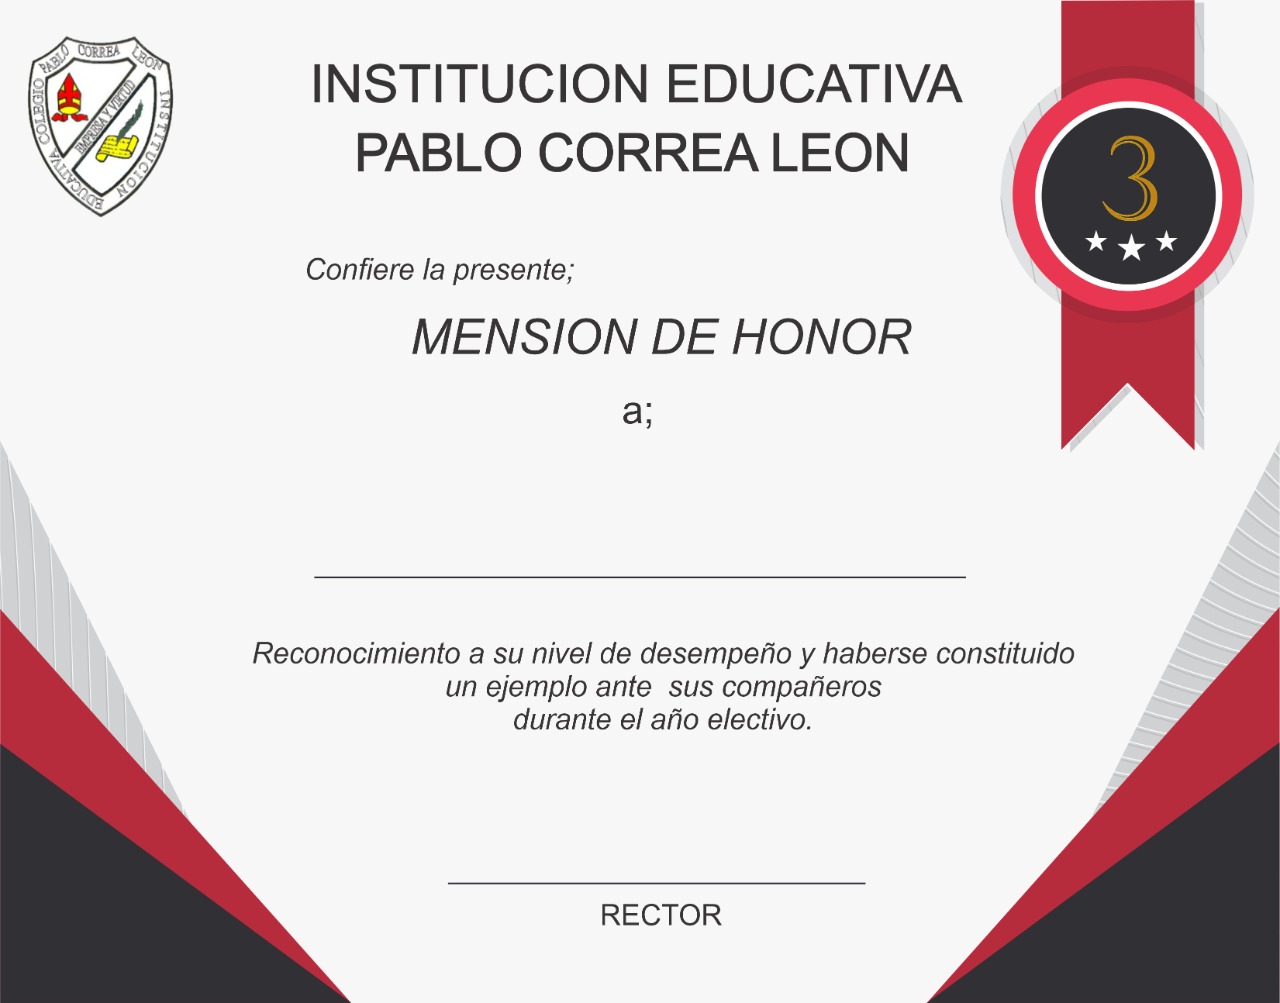 PABLO CORREA LEON
INSTITUCION EDUCATIVA COLEGIO
EMPRENSA Y VIRTUD
INSTITUCION EDUCATIVA
PABLO CORREA LEON
3
Confiere la presente;
MENSION DE HONOR
a;
Reconocimiento a su nivel de desempeño y haberse constituido
un ejemplo ante sus compañeros
durante el año electivo.
RECTOR